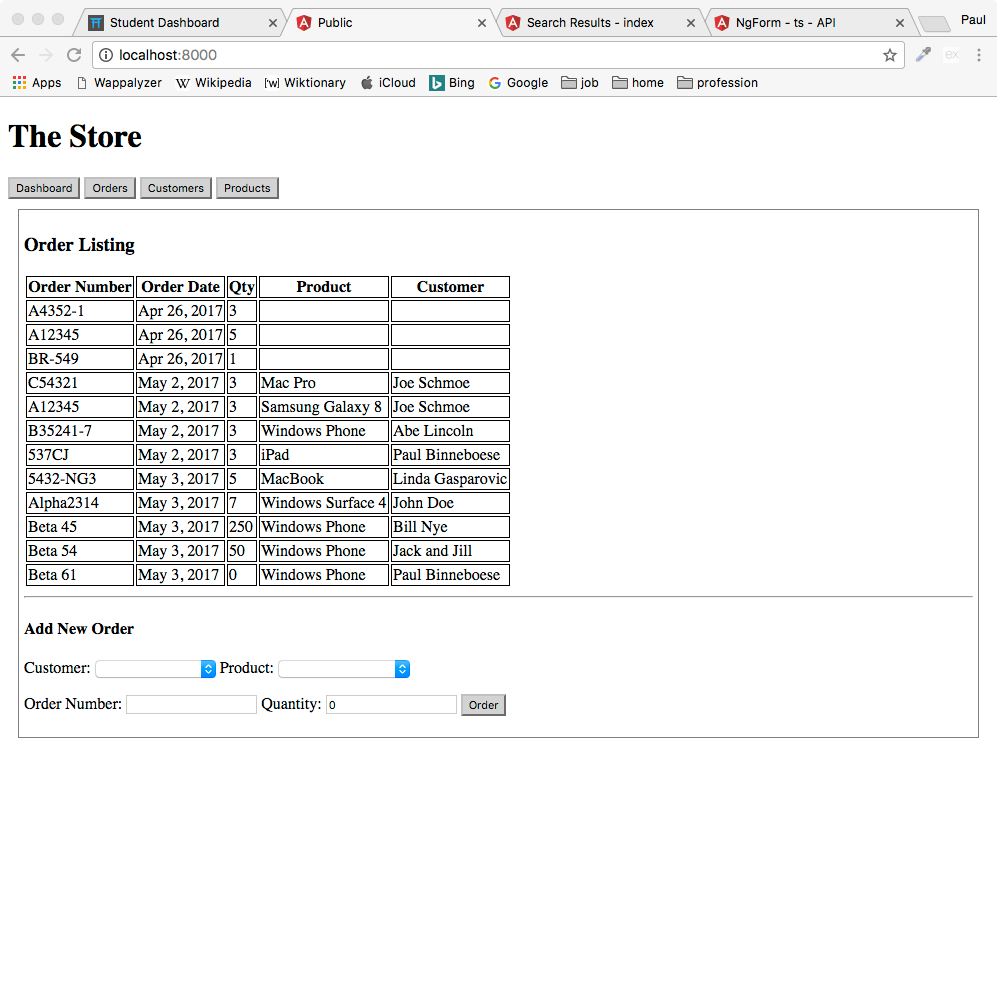 Student Dashboard Public Search Results - index NgForm - ts - API Paul
localhost:8000 ex
Apps Wappalyzer W Wikipedia [w] Wiktionary iCloud Bing Google job home profession
The Store
Dashboard Orders Customers Products
Order Listing
Order Number Order Date Qty Product Customer
A4352-1 Apr 26, 2017 3
A12345 Apr 26, 2017 5
BR-549 Apr 26, 2017 1
C54321 May 2, 2017 3 Mac Pro Joe Schmoe
A12345 May 2, 2017 3 Samsung Galaxy 8 Joe Schmoe
B35241-7 May 2, 2017 3 Windows Phone Abe Lincoln
537CJ May 2, 2017 3 iPad Paul Binneboese
5432-NG3 May 3, 2017 5 MacBook Linda Gasparovic
Alpha2314 May 3, 2017 7 Windows Surface 4 John Doe
Beta 45 May 3, 2017 250 Windows Phone Bill Nye
Beta 54 May 3, 2017 50 Windows Phone Jack and Jill
Beta 61 May 3, 2017 0 Windows Phone Paul Binneboese
Add New Order
Customer: Product:
Order Number: Quantity: 0 Order